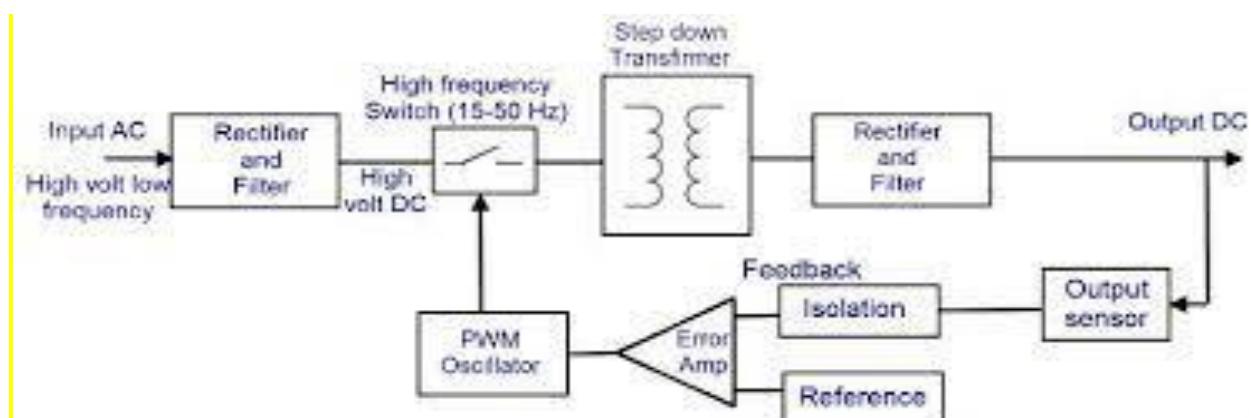 Step down
Transfirmer
High frequency
Switch (15-50 Hz)
Input AC
Rectifier
and
Filter
High volt low
frequency
High
volt DC
Rectifier
and
Filter
Output DC
Feedback
Isolation
Output
sensor
PWM
Oscillator
Error
Amp
Reference